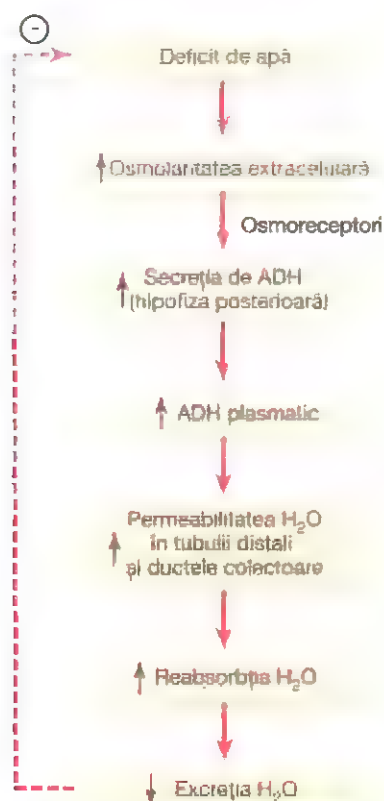 Deficit de apă
Osmolaritatea extracelulară
Osmoreceptori
Secreția de ADH
(hipofiza posterioară)
ADH plasmatic
Permeabilitatea H₂O
în tubulii distali
și ductele colectoare
Reabsorbția H₂O
Excreția H₂O